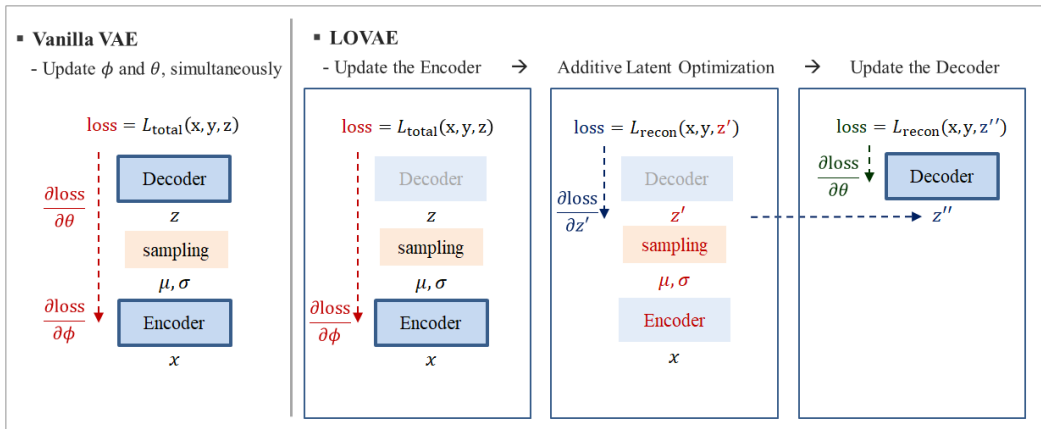 ▪ Vanilla VAE
- Update ϕ and θ, simultaneously
loss = L_total(x, y, z)
Decoder
∂loss/∂θ
z
sampling
μ, σ
∂loss/∂ϕ
Encoder
x
▪ LOVAE
- Update the Encoder → Additive Latent Optimization → Update the Decoder
loss = L_total(x, y, z)
Decoder
z
sampling
μ, σ
∂loss/∂ϕ
Encoder
x
loss = L_recon(x, y, z′)
Decoder
∂loss/∂z′
z′
sampling
μ, σ
Encoder
x
loss = L_recon(x, y, z′′)
∂loss/∂θ
Decoder
z′′